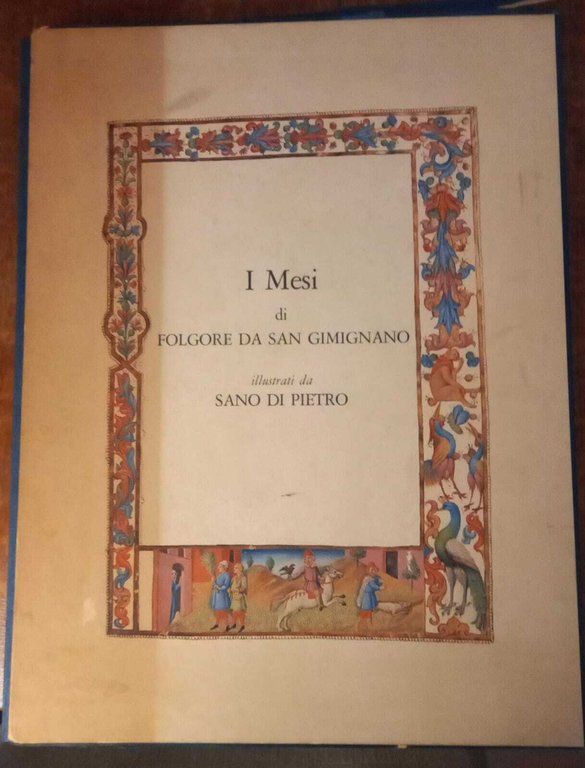 I Mesi
di
FOLGORE DA SAN GIMIGNANO
illustrati da
SANO DI PIETRO